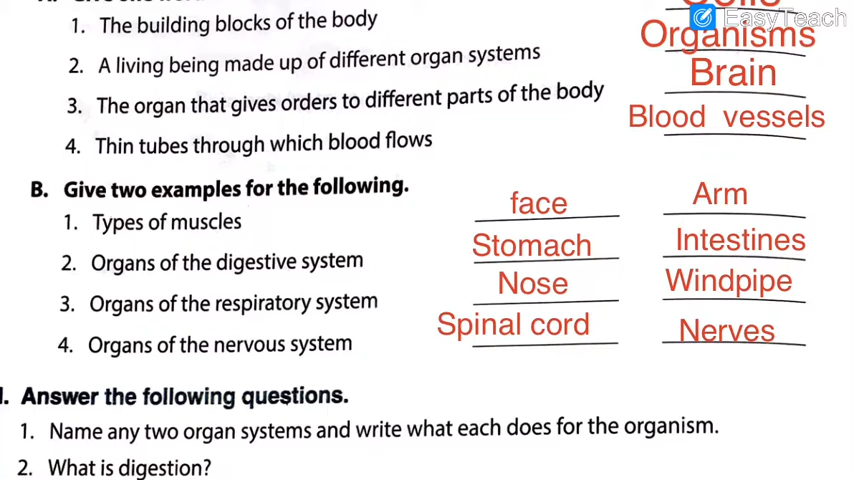 1. The building blocks of the body Cells
EasyTeach
2. A living being made up of different organ systems Organisms
3. The organ that gives orders to different parts of the body Brain
4. Thin tubes through which blood flows Blood vessels
B. Give two examples for the following.
1. Types of muscles face Arm
2. Organs of the digestive system Stomach Intestines
3. Organs of the respiratory system Nose Windpipe
4. Organs of the nervous system Spinal cord Nerves
I. Answer the following questions.
1. Name any two organ systems and write what each does for the organism.
2. What is digestion?